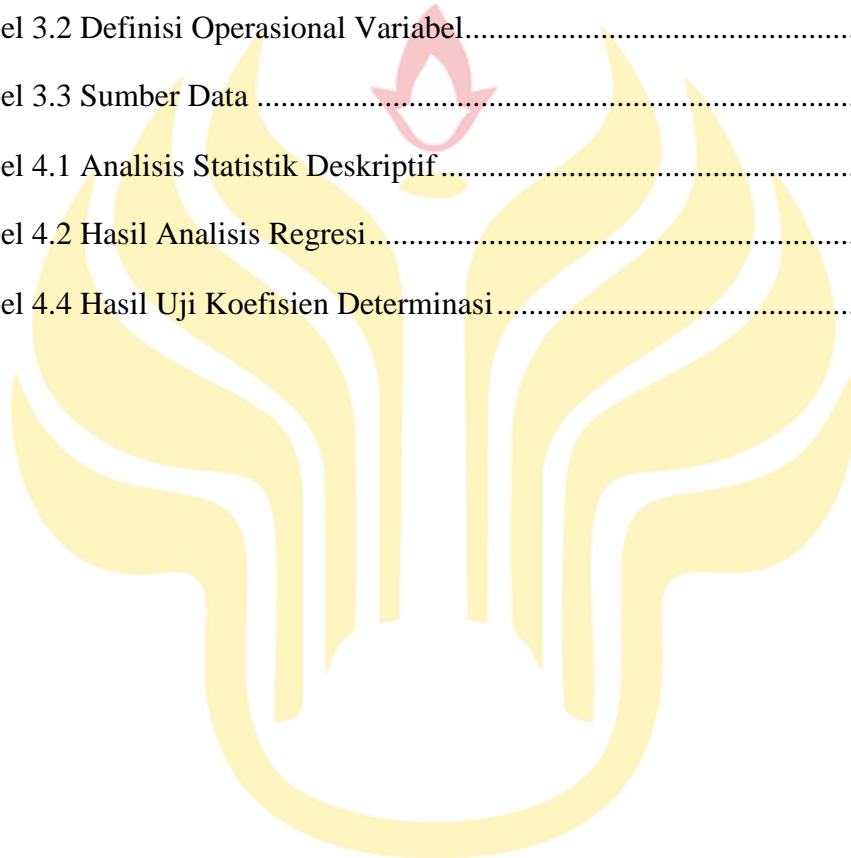 el 3.2 Definisi Operasional Variabel..................................................
el 3.3 Sumber Data ............................................................................
el 4.1 Analisis Statistik Deskriptif .....................................................
el 4.2 Hasil Analisis Regresi..............................................................
el 4.4 Hasil Uji Koefisien Determinasi ..............................................